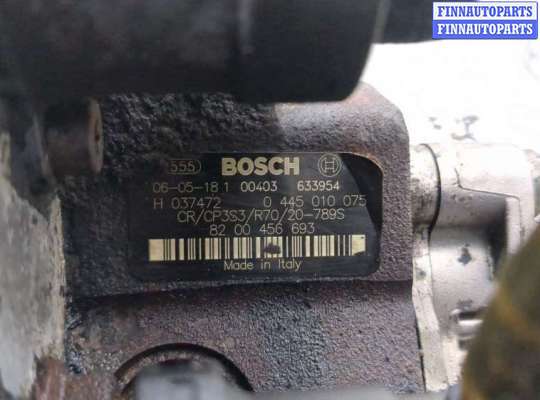 FINNAUTOPARTS
FINNAUTOPARTS
555 BOSCH
06-05-18 1 00403 633954
H 037472 0 445 010 075
CR/CP3S3/R70/20-789S
82 00 456 693
Made in Italy